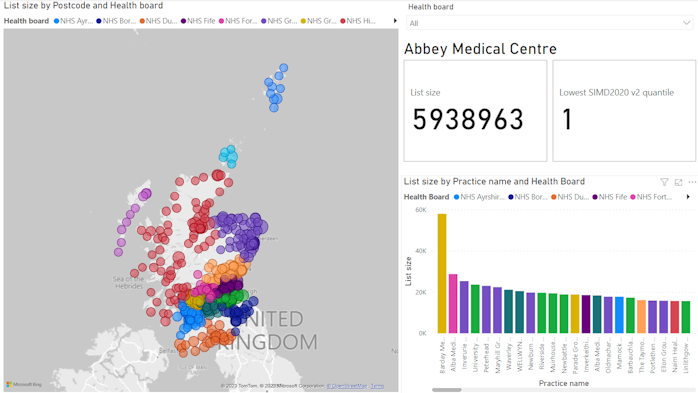 List size by Postcode and Health board
Health board NHS Ayr... NHS Bor... NHS Du... NHS Fife NHS For... NHS G... NHS Gr... NHS Hi...
Sea of the
Hebrides
UNITED
KINGDOM
Microsoft Bing
© 2023 TomTom, © 2023 Microsoft Corporation, © OpenStreetMap Terms
Health board
All
Abbey Medical Centre
List size
5938963
Lowest SIMD2020 v2 quantile
1
List size by Practice name and Health Board
Health Board NHS Ayrshir... NHS Bor... NHS Du... NHS Fife NHS Fort...
60K
40K
20K
0K
List size
Barclay Me...
Alba Medi...
Inverurie ...
University ...
Peterhead ...
Maryhill Gr...
Waverley ...
WELLWYN...
Newburn ...
Riverside ...
Muirhouse...
Newbattle ...
Parade Gro...
Inverkeithi...
Alba Medi...
Oldmachar...
Barbauchla...
The Taymo...
Portlethen ...
Ellon Grou...
Nairn Heal...
Linlithgow ...
Practice name